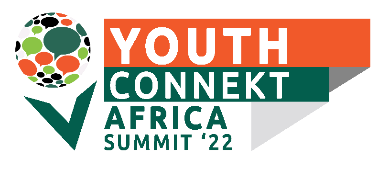 YOUTH
CONNEKT
AFRICA
SUMMIT ‘22